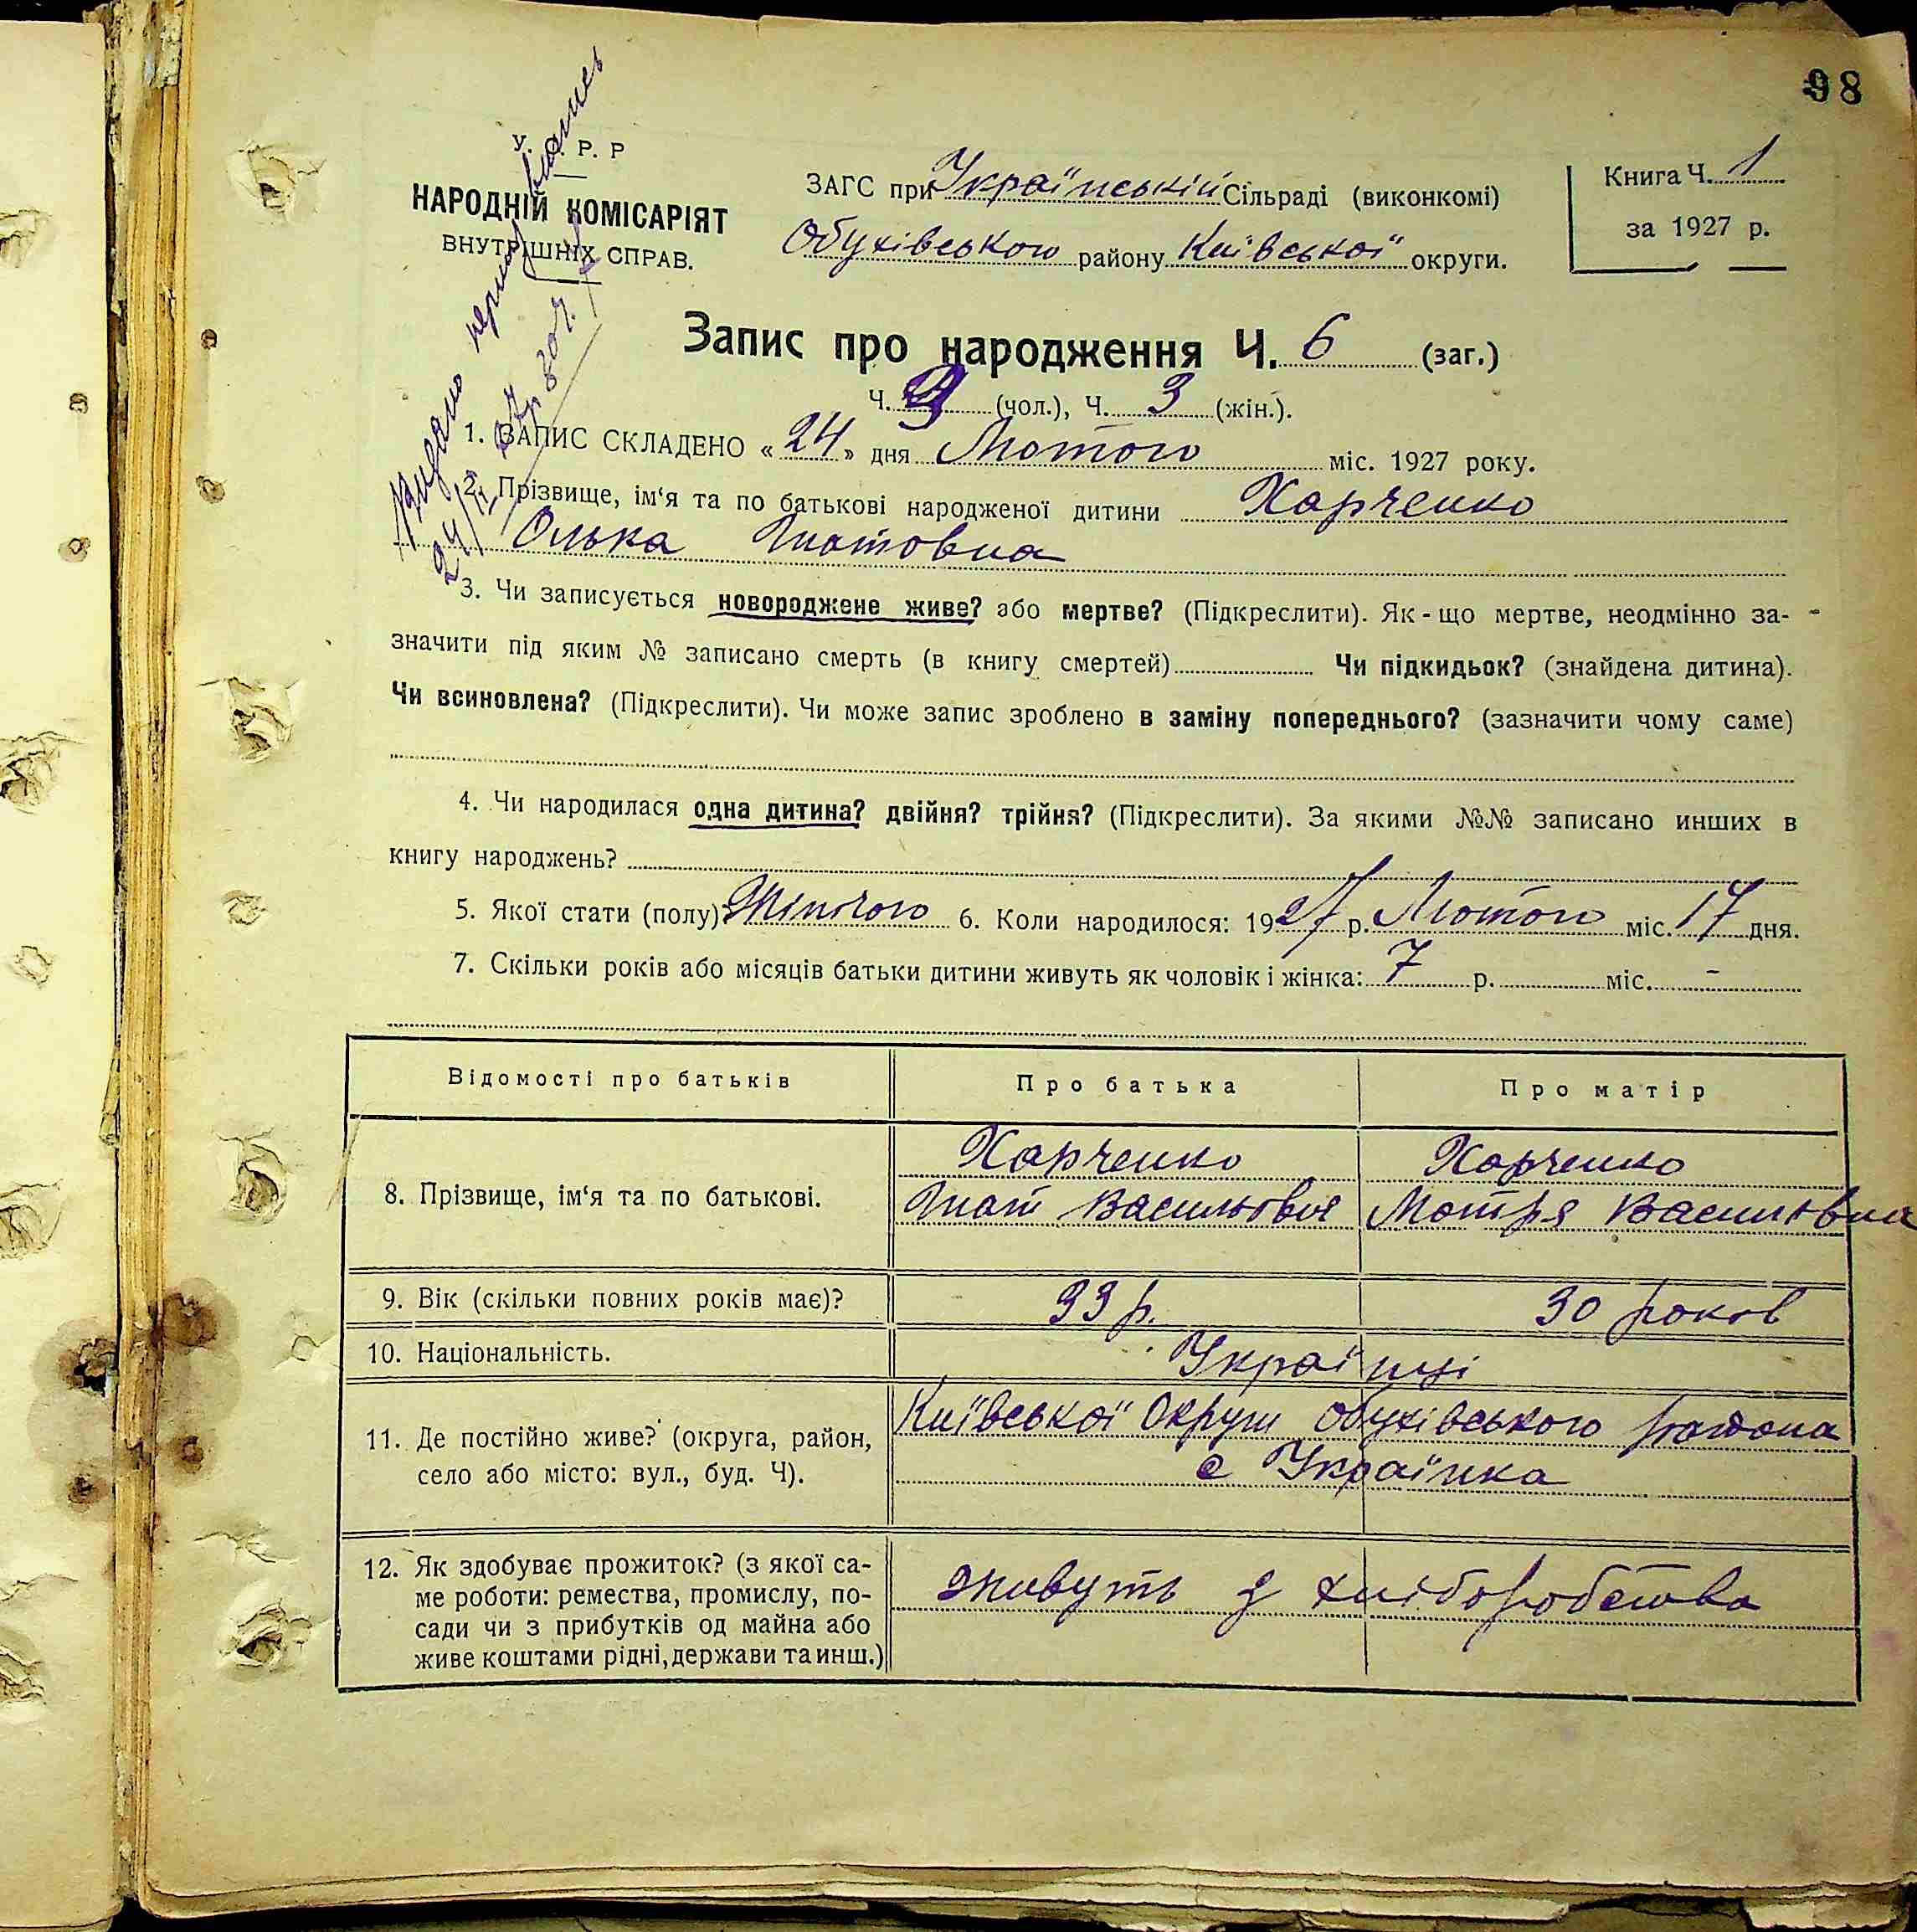 98
У. Р. Р
НАРОДНІЙ КОМІСАРІЯТ
ВНУТРІШНІХ СПРАВ.
ЗАГС при Українській Сільраді (виконкомі)
Обухівського району Київської округи.
Книга Ч. 1
за 1927 р.
Видано
Запис про народження Ч. 6 (заг.)
Ч. (чол.), Ч. 3 (жін.).
1. ЗАПИС СКЛАДЕНО « 24 » дня Лютого міс. 1927 року.
2. Прізвище, ім'я та по батькові народженої дитини Харченко
Олька Гнатовна
3. Чи записується новороджене живе? або мертве? (Підкреслити). Як-що мертве, неодмінно за-
значити під яким № записано смерть (в книгу смертей) Чи підкидьок? (знайдена дитина).
Чи всиновлена? (Підкреслити). Чи може запис зроблено в заміну попереднього? (зазначити чому саме)
4. Чи народилася одна дитина? двійня? трійня? (Підкреслити). За якими №№ записано инших в
книгу народжень?
5. Якої стати (полу)? Жіночого 6. Коли народилося: 1927 р. Лютого міс. 17 дня.
7. Скільки років або місяців батьки дитини живуть як чоловік і жінка: 7 р. міс. -
Відомості про батьків Про батька Про матір
8. Прізвище, ім'я та по батькові.
Харченко Харченко
Гнат Васильович Мотря Василівна
9. Вік (скільки повних років має)? 33 р. 30 роков
10. Національність. Українці
11. Де постійно живе? (округа, район,
село або місто: вул., буд. Ч).
Київської Округи Обухівського района
с Українка
12. Як здобуває прожиток? (з якої са-
ме роботи: ремества, промислу, по-
сади чи з прибутків од майна або
живе коштами рідні, держави та инш.)
живуть з хліборобства